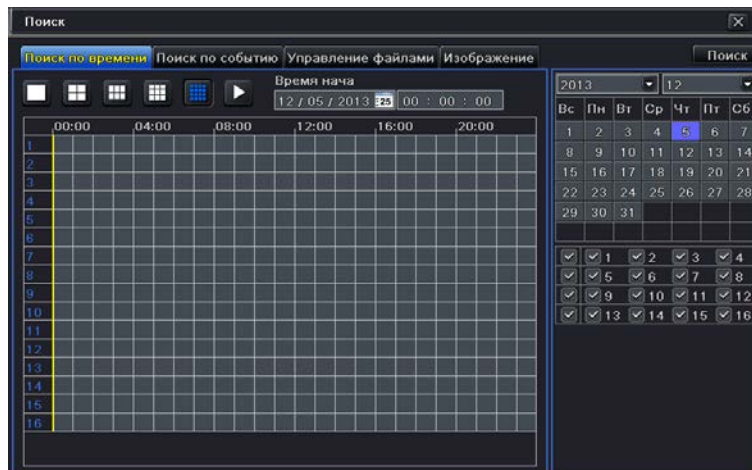 Поиск
Поиск по времени Поиск по событию Управление файлами Изображение Поиск
Время нача
12 / 05 / 2013 25 00 : 00 : 00
2013 12
Вс Пн Вт Ср Чт Пт Сб
1 2 3 4 5 6 7
8 9 10 11 12 13 14
15 16 17 18 19 20 21
22 23 24 25 26 27 28
29 30 31
00:00 04:00 08:00 12:00 16:00 20:00
1
2
3
4
5
6
7
8
9
10
11
12
13
14
15
16
1 2 3 4
5 6 7 8
9 10 11 12
13 14 15 16